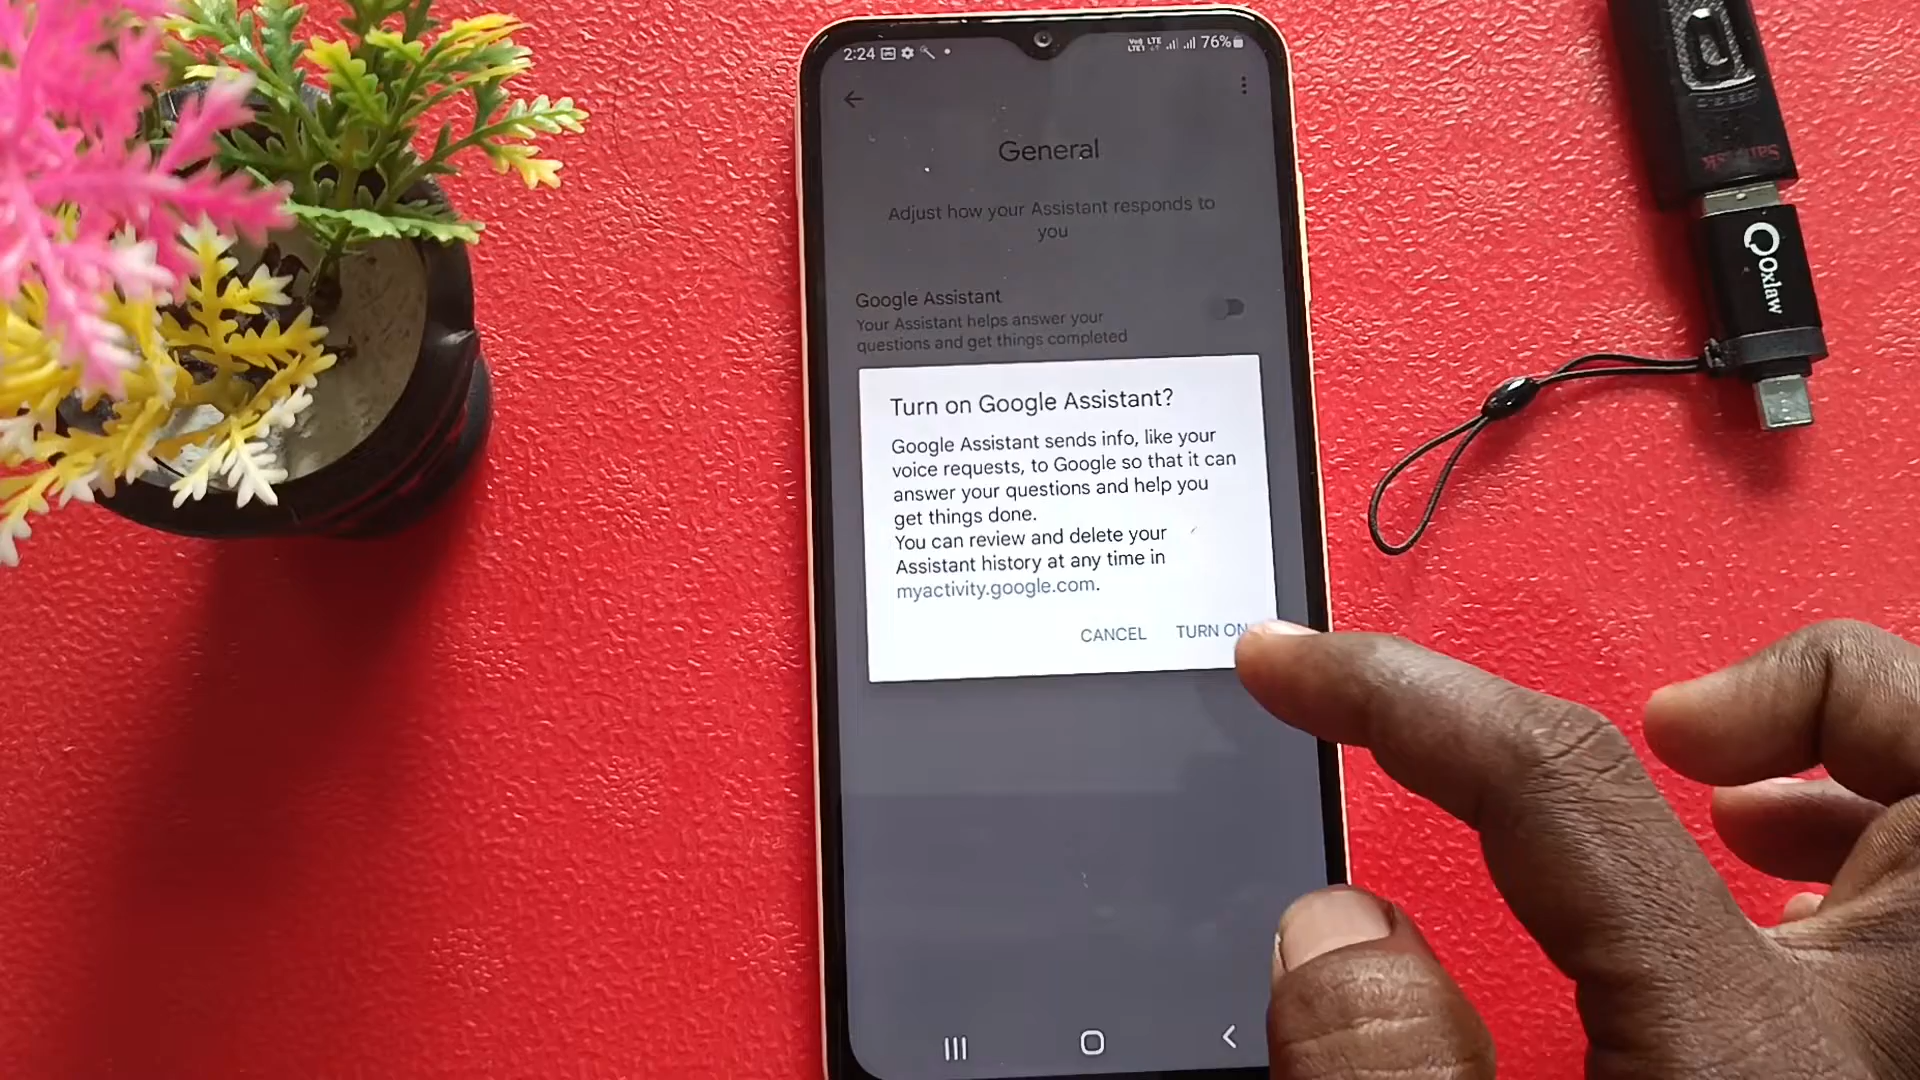 2:24
LTE 76%
General
Adjust how your Assistant responds to
you
Google Assistant
Your Assistant helps answer your
questions and get things completed
Turn on Google Assistant?
Google Assistant sends info, like your
voice requests, to Google so that it can
answer your questions and help you
get things done.
You can review and delete your
Assistant history at any time in
myactivity.google.com.
CANCEL TURN ON
SanDisk
Oxlaw